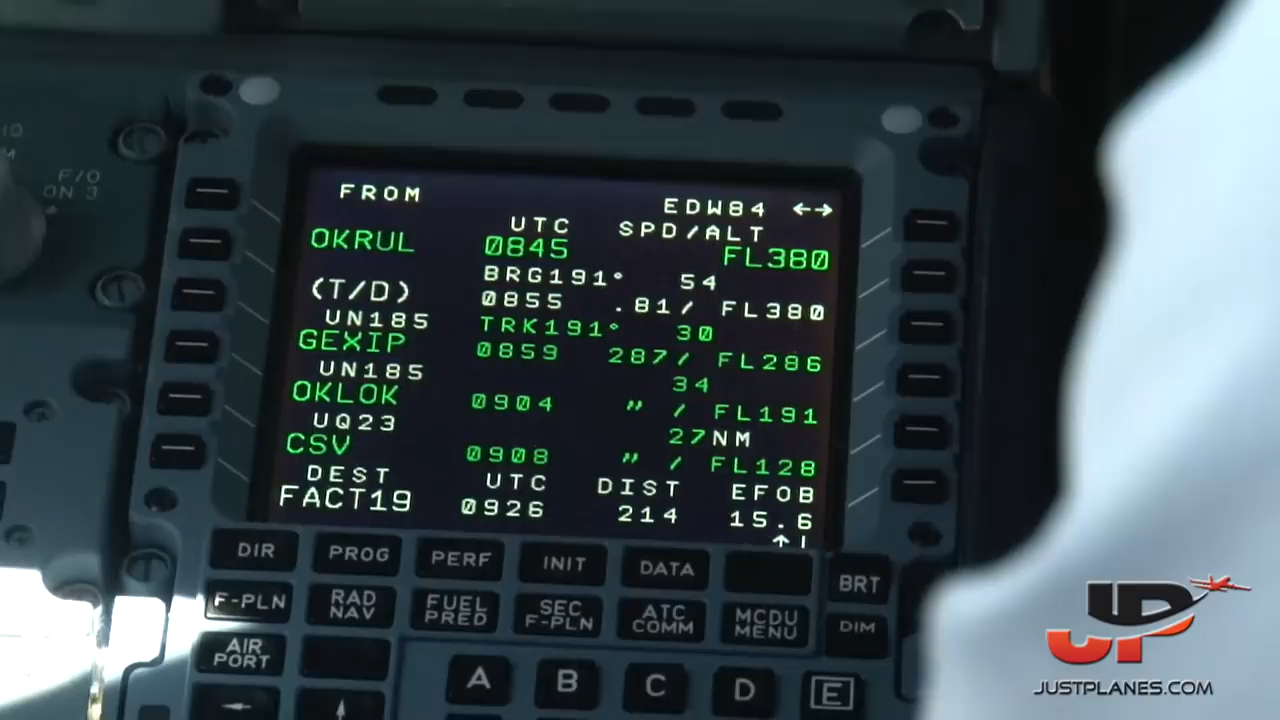 FROM EDW84 ←→
UTC SPD/ALT
OKRUL 0845 FL380
BRG191° 54
(T/D) 0855 .81/ FL380
UN185 TRK191° 30
GEXIP 0859 287/ FL286
UN185 34
OKLOK 0904 " / FL191
UQ23 27NM
CSV 0908 " / FL128
DEST UTC DIST EFOB
FACT19 0926 214 15.6
↑
F/O
ON 3
DIR PROG PERF INIT DATA
BRT
F-PLN RAD NAV FUEL PRED SEC F-PLN ATC COMM MCDU MENU
DIM
AIR PORT
← ↑
A B C D E
JP
JUSTPLANES.COM